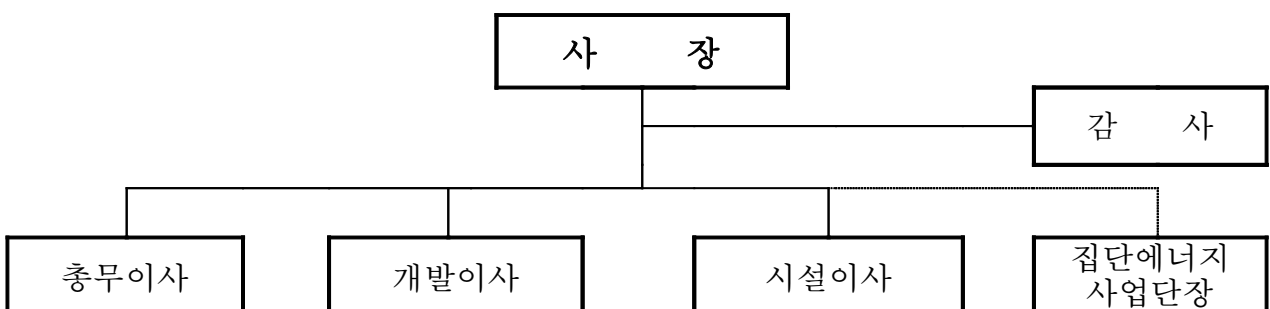 사 장
감 사
총무이사
개발이사
시설이사
집단에너지
사업단장